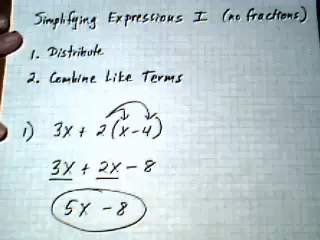 Simplifying Expressions I (no fractions)
1. Distribute
2. Combine Like Terms
1) 3x + 2(x-4)
3x + 2x - 8
5x - 8